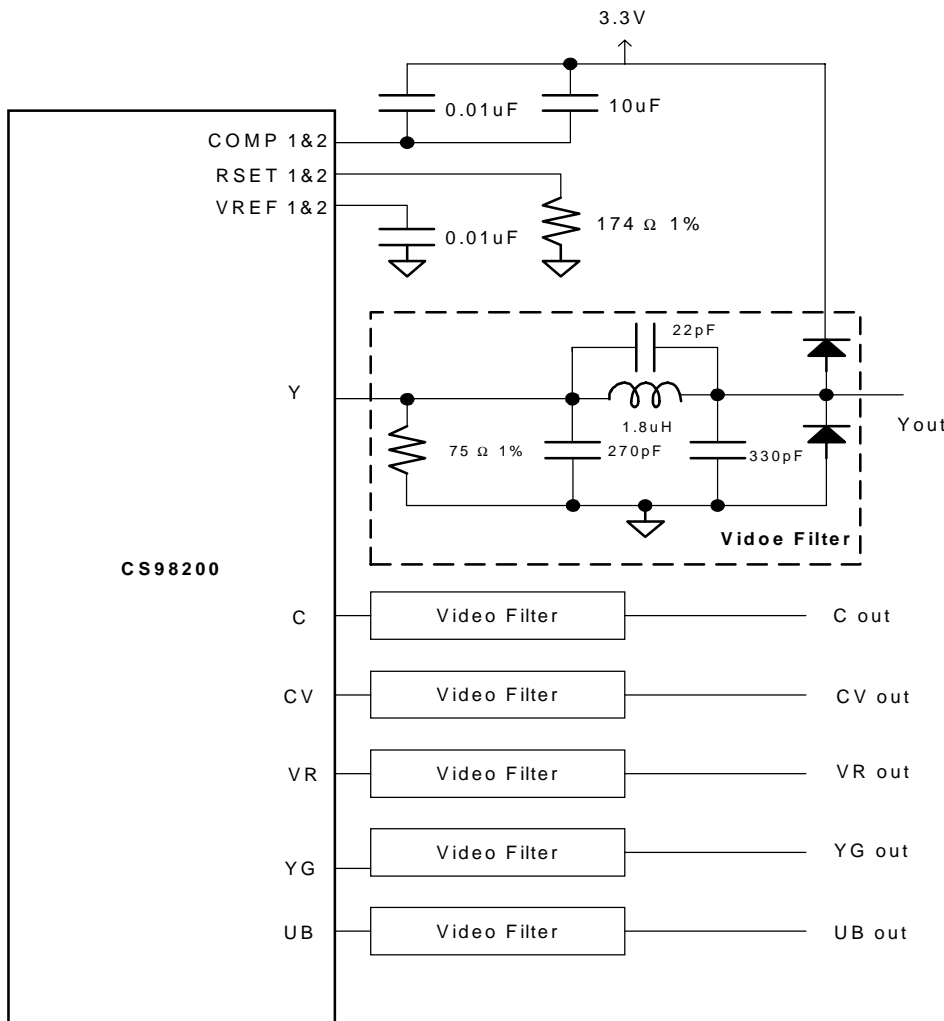 3.3V
0.01uF
10uF
COMP 1&2
RSET 1&2
VREF 1&2
0.01uF
174 Ω 1%
22pF
Y
1.8uH
Yout
75 Ω 1%
270pF
330pF
Vidoe Filter
CS98200
C
Video Filter
C out
CV
Video Filter
CV out
VR
Video Filter
VR out
YG
Video Filter
YG out
UB
Video Filter
UB out